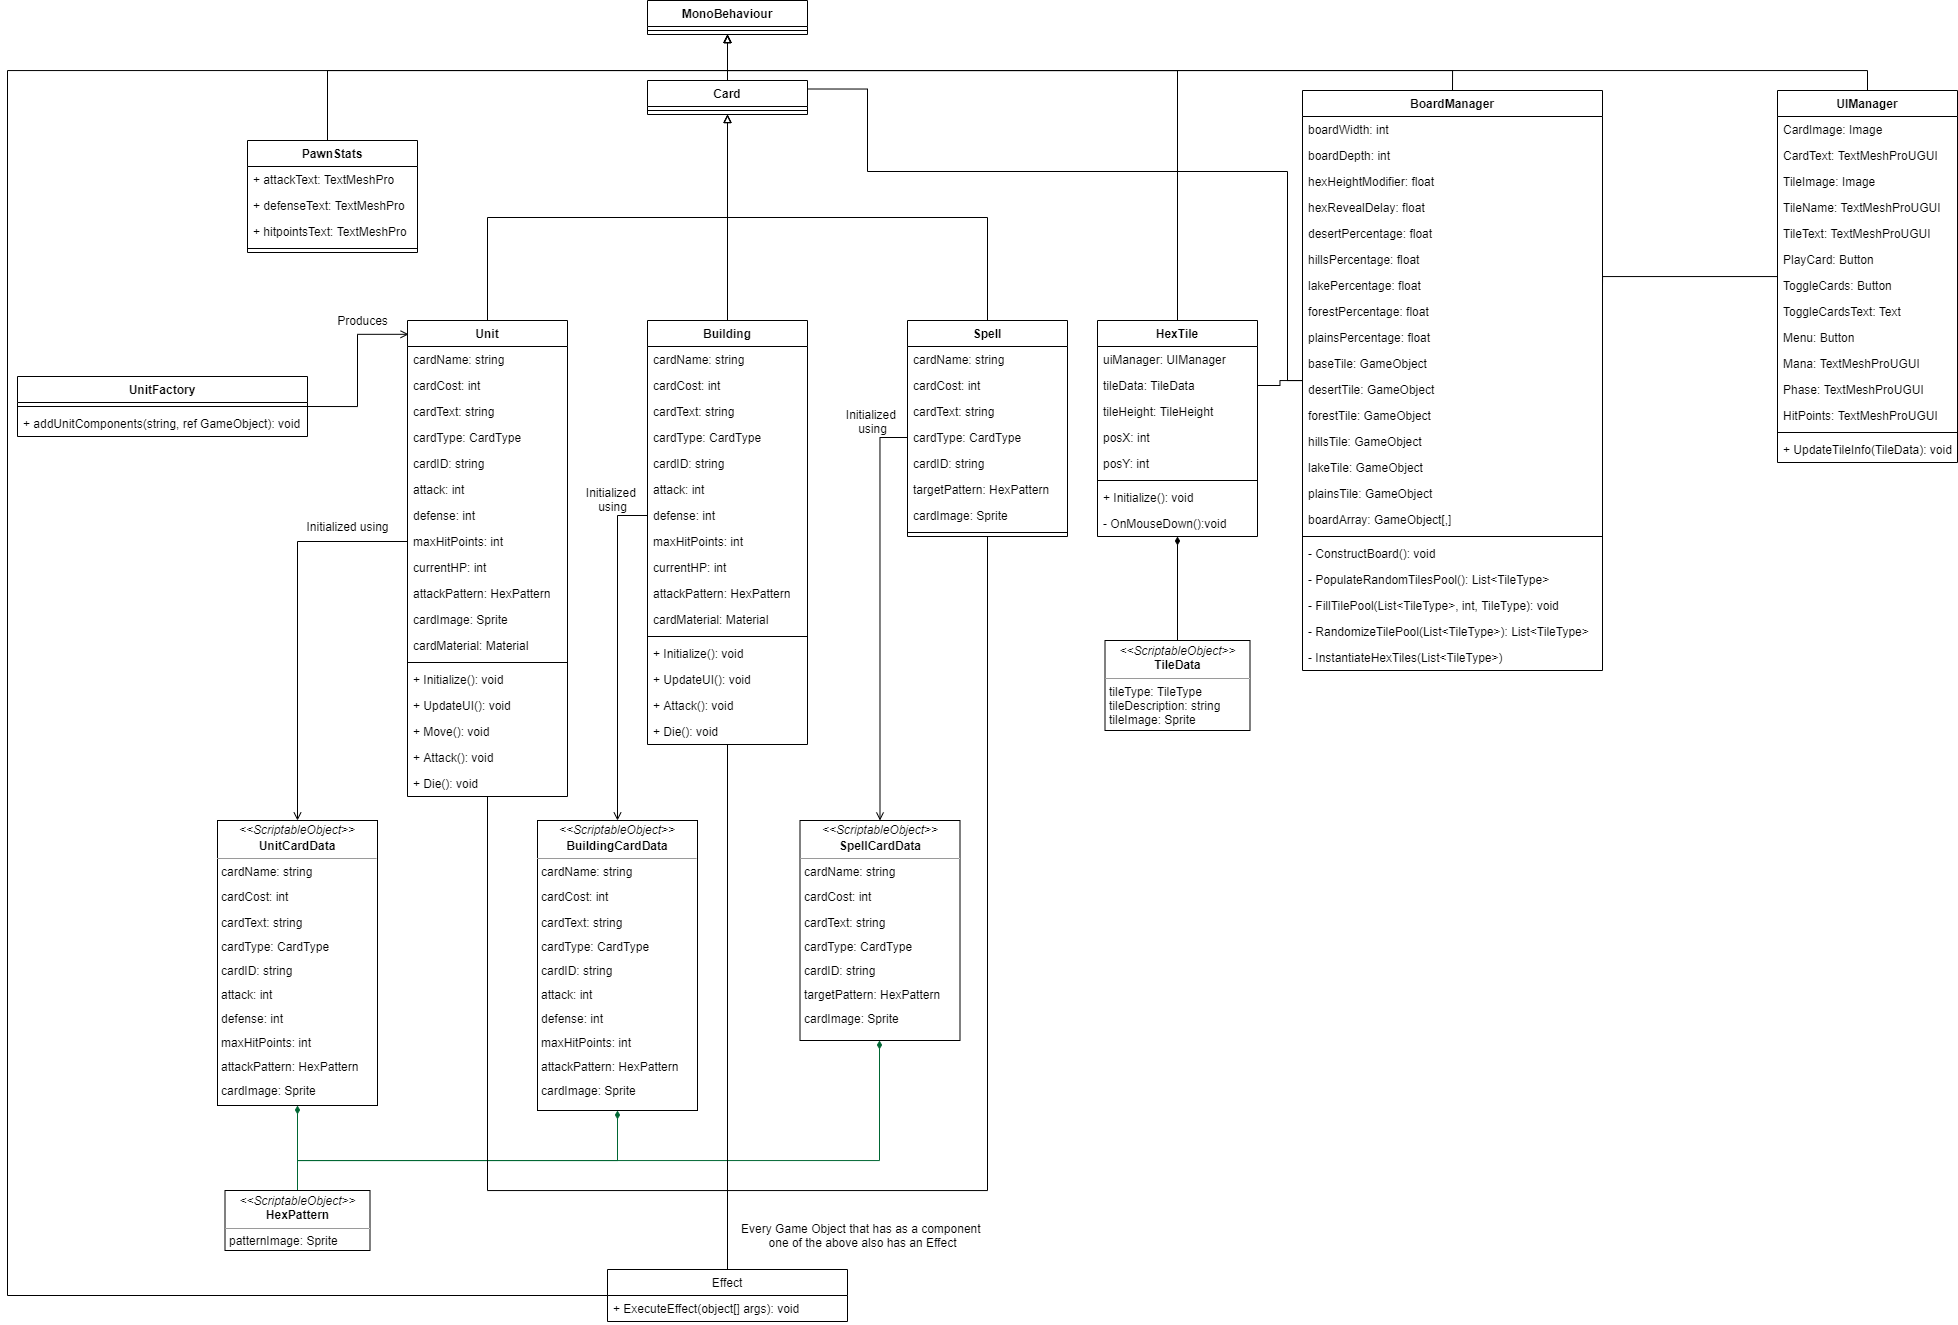 MonoBehaviour
Card
PawnStats
+ attackText: TextMeshPro
+ defenseText: TextMeshPro
+ hitpointsText: TextMeshPro
BoardManager
boardWidth: int
boardDepth: int
hexHeightModifier: float
hexRevealDelay: float
desertPercentage: float
hillsPercentage: float
lakePercentage: float
forestPercentage: float
plainsPercentage: float
baseTile: GameObject
desertTile: GameObject
forestTile: GameObject
hillsTile: GameObject
lakeTile: GameObject
plainsTile: GameObject
boardArray: GameObject[,]
- ConstructBoard(): void
- PopulateRandomTilesPool(): List<TileType>
- FillTilePool(List<TileType>, int, TileType): void
- RandomizeTilePool(List<TileType>): List<TileType>
- InstantiateHexTiles(List<TileType>)
UIManager
CardImage: Image
CardText: TextMeshProUGUI
TileImage: Image
TileName: TextMeshProUGUI
TileText: TextMeshProUGUI
PlayCard: Button
ToggleCards: Button
ToggleCardsText: Text
Menu: Button
Mana: TextMeshProUGUI
Phase: TextMeshProUGUI
HitPoints: TextMeshProUGUI
+ UpdateTileInfo(TileData): void
Produces
UnitFactory
+ addUnitComponents(string, ref GameObject): void
Unit
cardName: string
cardCost: int
cardText: string
cardType: CardType
cardID: string
attack: int
defense: int
maxHitPoints: int
currentHP: int
attackPattern: HexPattern
cardImage: Sprite
cardMaterial: Material
+ Initialize(): void
+ UpdateUI(): void
+ Move(): void
+ Attack(): void
+ Die(): void
Building
cardName: string
cardCost: int
cardText: string
cardType: CardType
cardID: string
attack: int
defense: int
maxHitPoints: int
currentHP: int
attackPattern: HexPattern
cardMaterial: Material
+ Initialize(): void
+ UpdateUI(): void
+ Attack(): void
+ Die(): void
Spell
cardName: string
cardCost: int
cardText: string
cardType: CardType
cardID: string
targetPattern: HexPattern
cardImage: Sprite
HexTile
uiManager: UIManager
tileData: TileData
tileHeight: TileHeight
posX: int
posY: int
+ Initialize(): void
- OnMouseDown():void
Initialized using
Initialized
using
Initialized
using
<<ScriptableObject>>
TileData
tileType: TileType
tileDescription: string
tileImage: Sprite
<<ScriptableObject>>
UnitCardData
cardName: string
cardCost: int
cardText: string
cardType: CardType
cardID: string
attack: int
defense: int
maxHitPoints: int
attackPattern: HexPattern
cardImage: Sprite
<<ScriptableObject>>
BuildingCardData
cardName: string
cardCost: int
cardText: string
cardType: CardType
cardID: string
attack: int
defense: int
maxHitPoints: int
attackPattern: HexPattern
cardImage: Sprite
<<ScriptableObject>>
SpellCardData
cardName: string
cardCost: int
cardText: string
cardType: CardType
cardID: string
targetPattern: HexPattern
cardImage: Sprite
<<ScriptableObject>>
HexPattern
patternImage: Sprite
Every Game Object that has as a component
one of the above also has an Effect
Effect
+ ExecuteEffect(object[] args): void